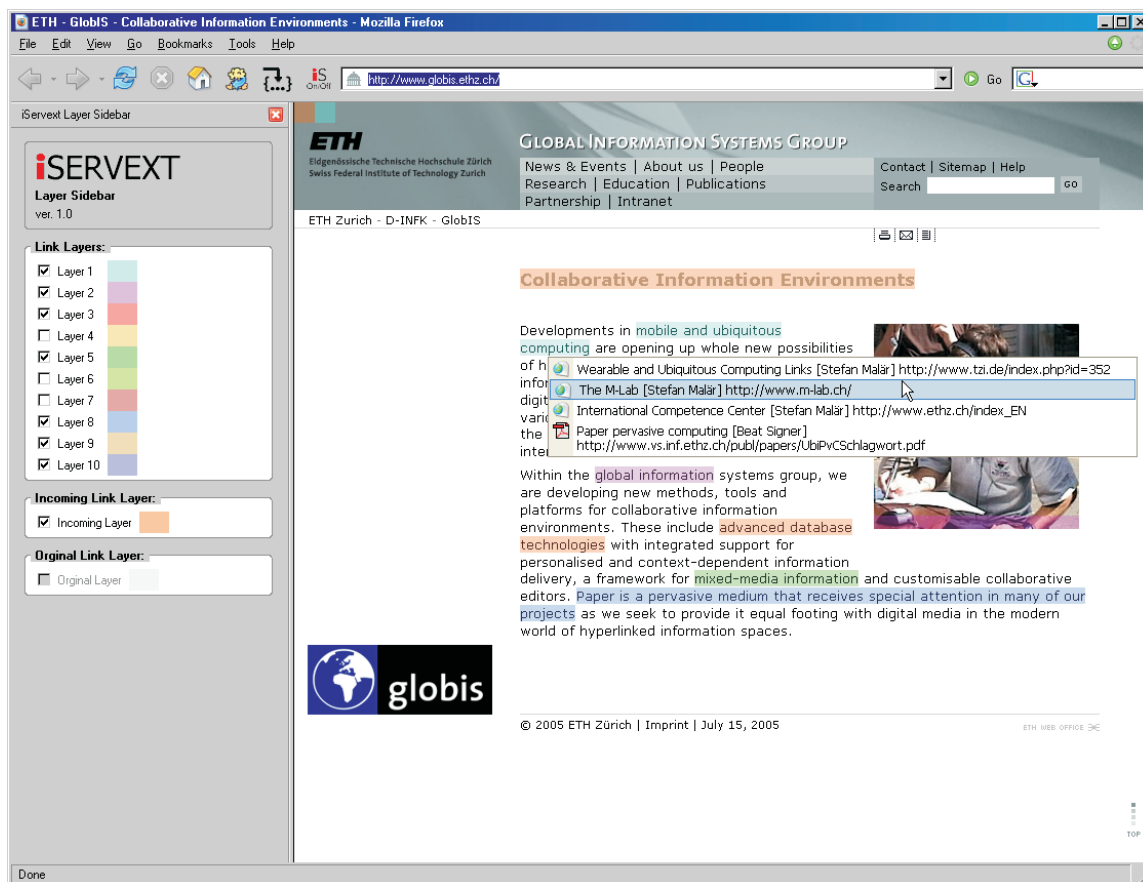 ETH - GlobIS - Collaborative Information Environments - Mozilla Firefox
File Edit View Go Bookmarks Tools Help
iS
On/Off
http://www.globis.ethz.ch/
Go
G
iServext Layer Sidebar
iSERVEXT
Layer Sidebar
ver. 1.0
Link Layers:
Layer 1
Layer 2
Layer 3
Layer 4
Layer 5
Layer 6
Layer 7
Layer 8
Layer 9
Layer 10
Incoming Link Layer:
Incoming Layer
Orginal Link Layer:
Orginal Layer
ETH
Eidgenössische Technische Hochschule Zürich
Swiss Federal Institute of Technology Zurich
GLOBAL INFORMATION SYSTEMS GROUP
News & Events | About us | People
Research | Education | Publications
Partnership | Intranet
Contact | Sitemap | Help
Search GO
ETH Zurich - D-INFK - GlobIS
Collaborative Information Environments
Developments in mobile and ubiquitous
computing are opening up whole new possibilities
of h
infor
digit
vari
the
inte
Wearable and Ubiquitous Computing Links [Stefan Malär] http://www.tzi.de/index.php?id=352
The M-Lab [Stefan Malär] http://www.m-lab.ch/
International Competence Center [Stefan Malär] http://www.ethz.ch/index_EN
Paper pervasive computing [Beat Signer]
http://www.vs.inf.ethz.ch/publ/papers/UbiPvCSchlagwort.pdf
Within the global information systems group, we
are developing new methods, tools and
platforms for collaborative information
environments. These include advanced database
technologies with integrated support for
personalised and context-dependent information
delivery, a framework for mixed-media information and customisable collaborative
editors. Paper is a pervasive medium that receives special attention in many of our
projects as we seek to provide it equal footing with digital media in the modern
world of hyperlinked information spaces.
globis
© 2005 ETH Zürich | Imprint | July 15, 2005
ETH WEB OFFICE
TOP
Done